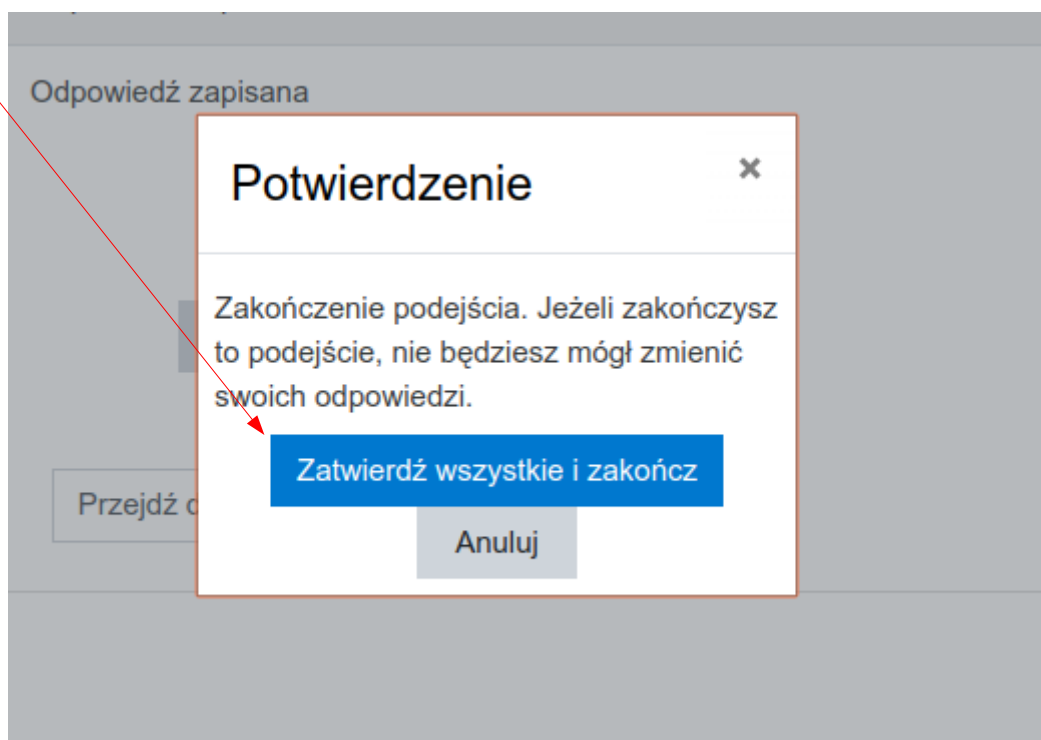 Odpowiedź zapisana
Potwierdzenie
×
Zakończenie podejścia. Jeżeli zakończysz
to podejście, nie będziesz mógł zmienić
swoich odpowiedzi.
Zatwierdź wszystkie i zakończ
Przejdź
Anuluj